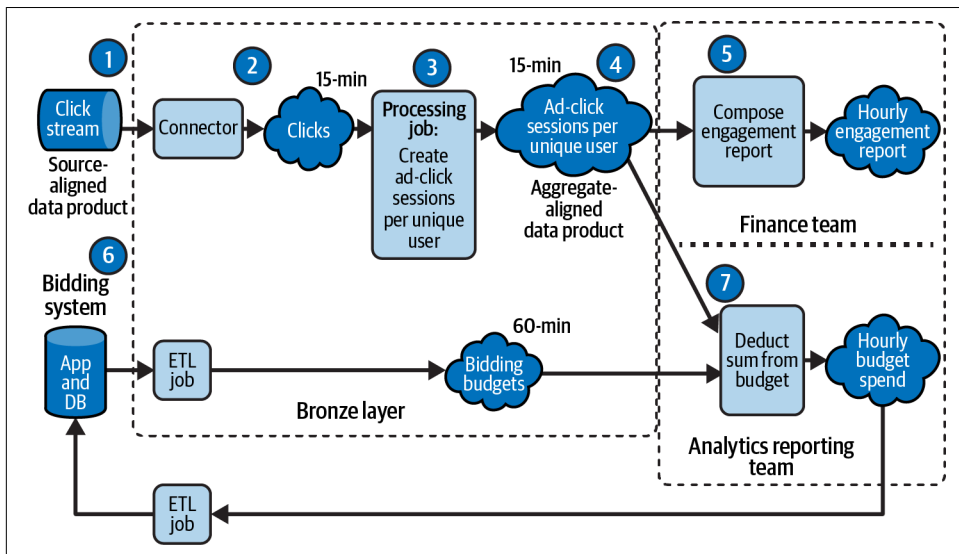 1
Click
stream
Source-
aligned
data product
2
Connector
15-min
Clicks
3
Processing
job:
Create
ad-click
sessions
per unique
user
15-min
4
Ad-click
sessions per
unique user
Aggregate-
aligned
data product
5
Compose
engagement
report
Hourly
engagement
report
Finance team
6
Bidding
system
App
and
DB
ETL
job
60-min
Bidding
budgets
Bronze layer
7
Deduct
sum from
budget
Hourly
budget
spend
Analytics reporting
team
ETL
job